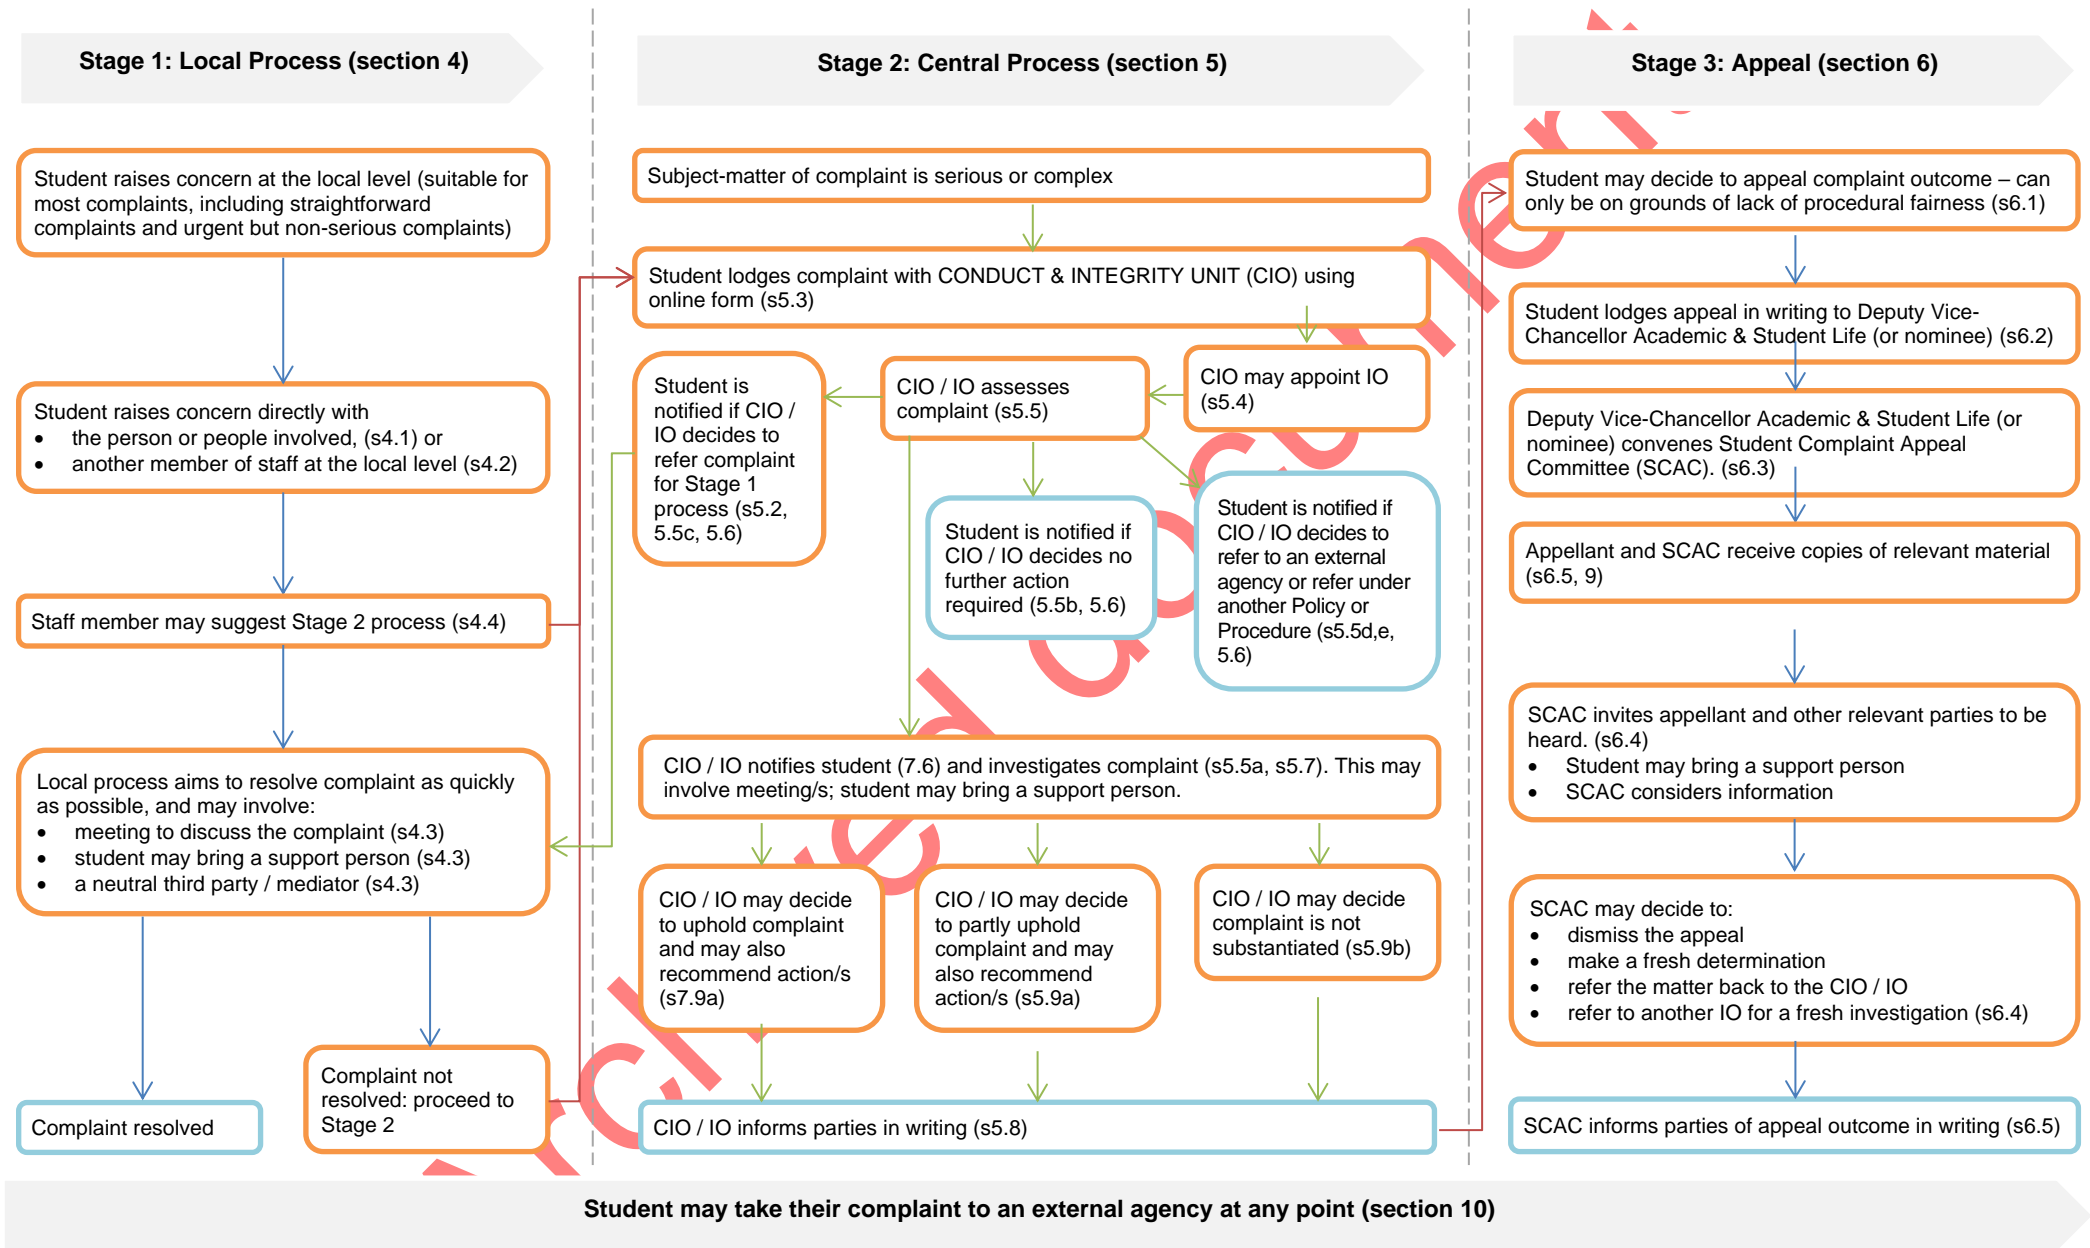 Stage 1: Local Process (section 4)
Student raises concern at the local level (suitable for
most complaints, including straightforward
complaints and urgent but non-serious complaints)
Student raises concern directly with
• the person or people involved, (s4.1) or
• another member of staff at the local level (s4.2)
Staff member may suggest Stage 2 process (s4.4)
Local process aims to resolve complaint as quickly
as possible, and may involve:
• meeting to discuss the complaint (s4.3)
• student may bring a support person (s4.3)
• a neutral third party / mediator (s4.3)
Complaint resolved
Complaint not
resolved: proceed to
Stage 2
Stage 2: Central Process (section 5)
Subject-matter of complaint is serious or complex
Student lodges complaint with CONDUCT & INTEGRITY UNIT (CIO) using
online form (s5.3)
CIO may appoint IO
(s5.4)
CIO / IO assesses
complaint (s5.5)
Student is
notified if CIO /
IO decides to
refer complaint
for Stage 1
process (s5.2,
5.5c, 5.6)
Student is notified if
CIO / IO decides no
further action
required (5.5b, 5.6)
Student is notified if
CIO / IO decides to
refer to an external
agency or refer under
another Policy or
Procedure (s5.5d,e,
5.6)
CIO / IO notifies student (7.6) and investigates complaint (s5.5a, s5.7). This may
involve meeting/s; student may bring a support person.
CIO / IO may decide
to uphold complaint
and may also
recommend action/s
(s7.9a)
CIO / IO may decide
to partly uphold
complaint and may
also recommend
action/s (s5.9a)
CIO / IO may decide
complaint is not
substantiated (s5.9b)
CIO / IO informs parties in writing (s5.8)
Stage 3: Appeal (section 6)
Student may decide to appeal complaint outcome – can
only be on grounds of lack of procedural fairness (s6.1)
Student lodges appeal in writing to Deputy Vice-
Chancellor Academic & Student Life (or nominee) (s6.2)
Deputy Vice-Chancellor Academic & Student Life (or
nominee) convenes Student Complaint Appeal
Committee (SCAC). (s6.3)
Appellant and SCAC receive copies of relevant material
(s6.5, 9)
SCAC invites appellant and other relevant parties to be
heard. (s6.4)
• Student may bring a support person
• SCAC considers information
SCAC may decide to:
• dismiss the appeal
• make a fresh determination
• refer the matter back to the CIO / IO
• refer to another IO for a fresh investigation (s6.4)
SCAC informs parties of appeal outcome in writing (s6.5)
Student may take their complaint to an external agency at any point (section 10)